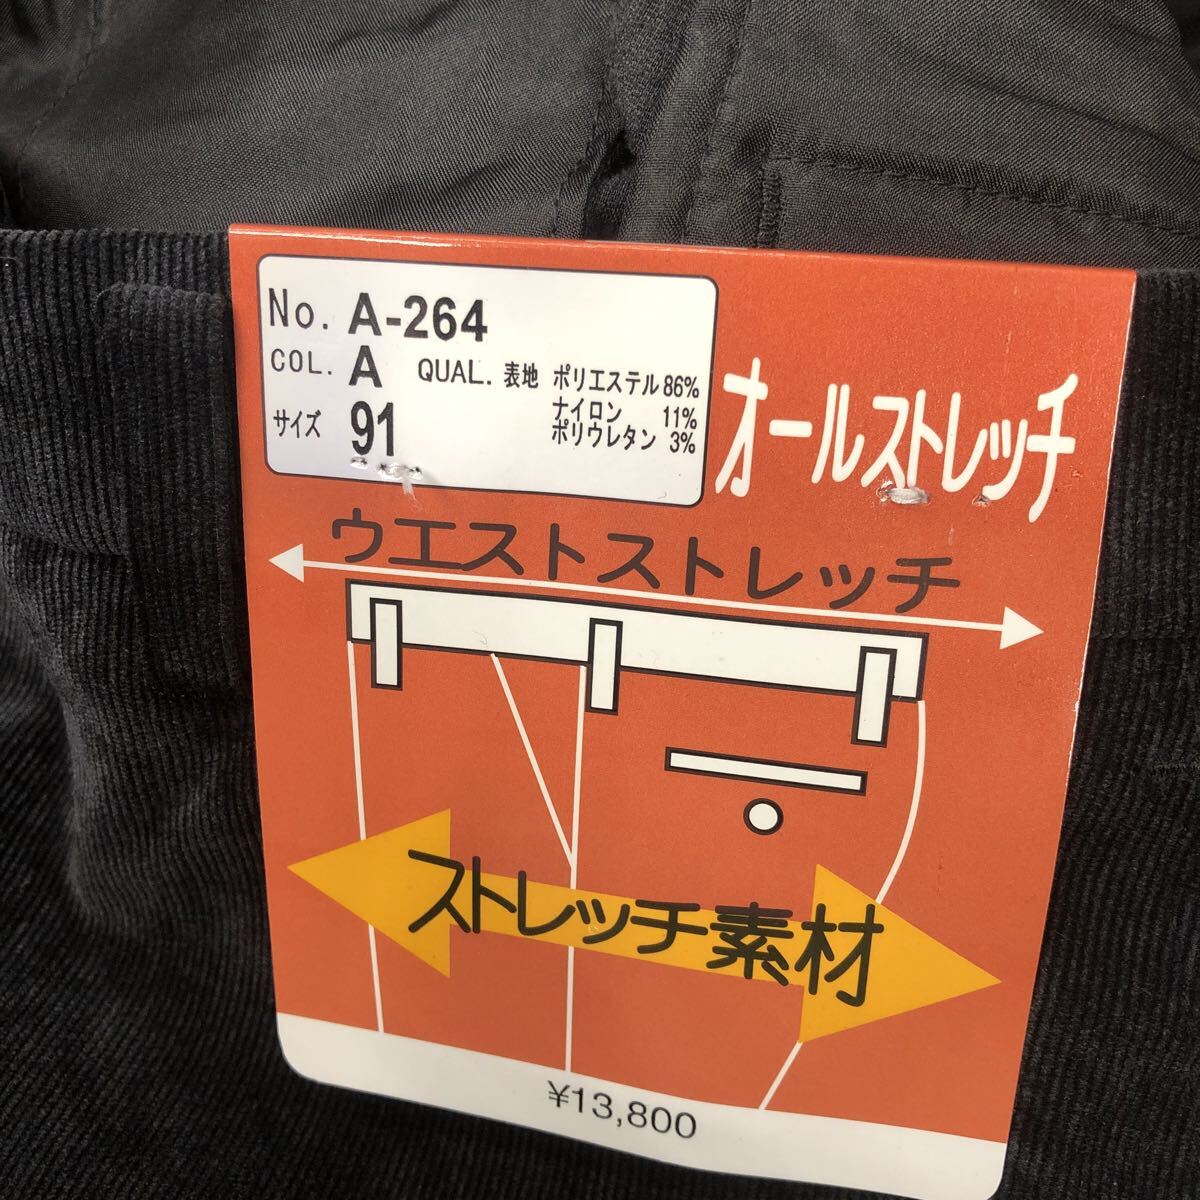 No. A-264
COL. A QUAL. 表地 ポリエステル 86%
ナイロン 11%
サイズ 91 ポリウレタン 3%
オールストレッチ
ウエストストレッチ
ストレッチ素材
¥13,800